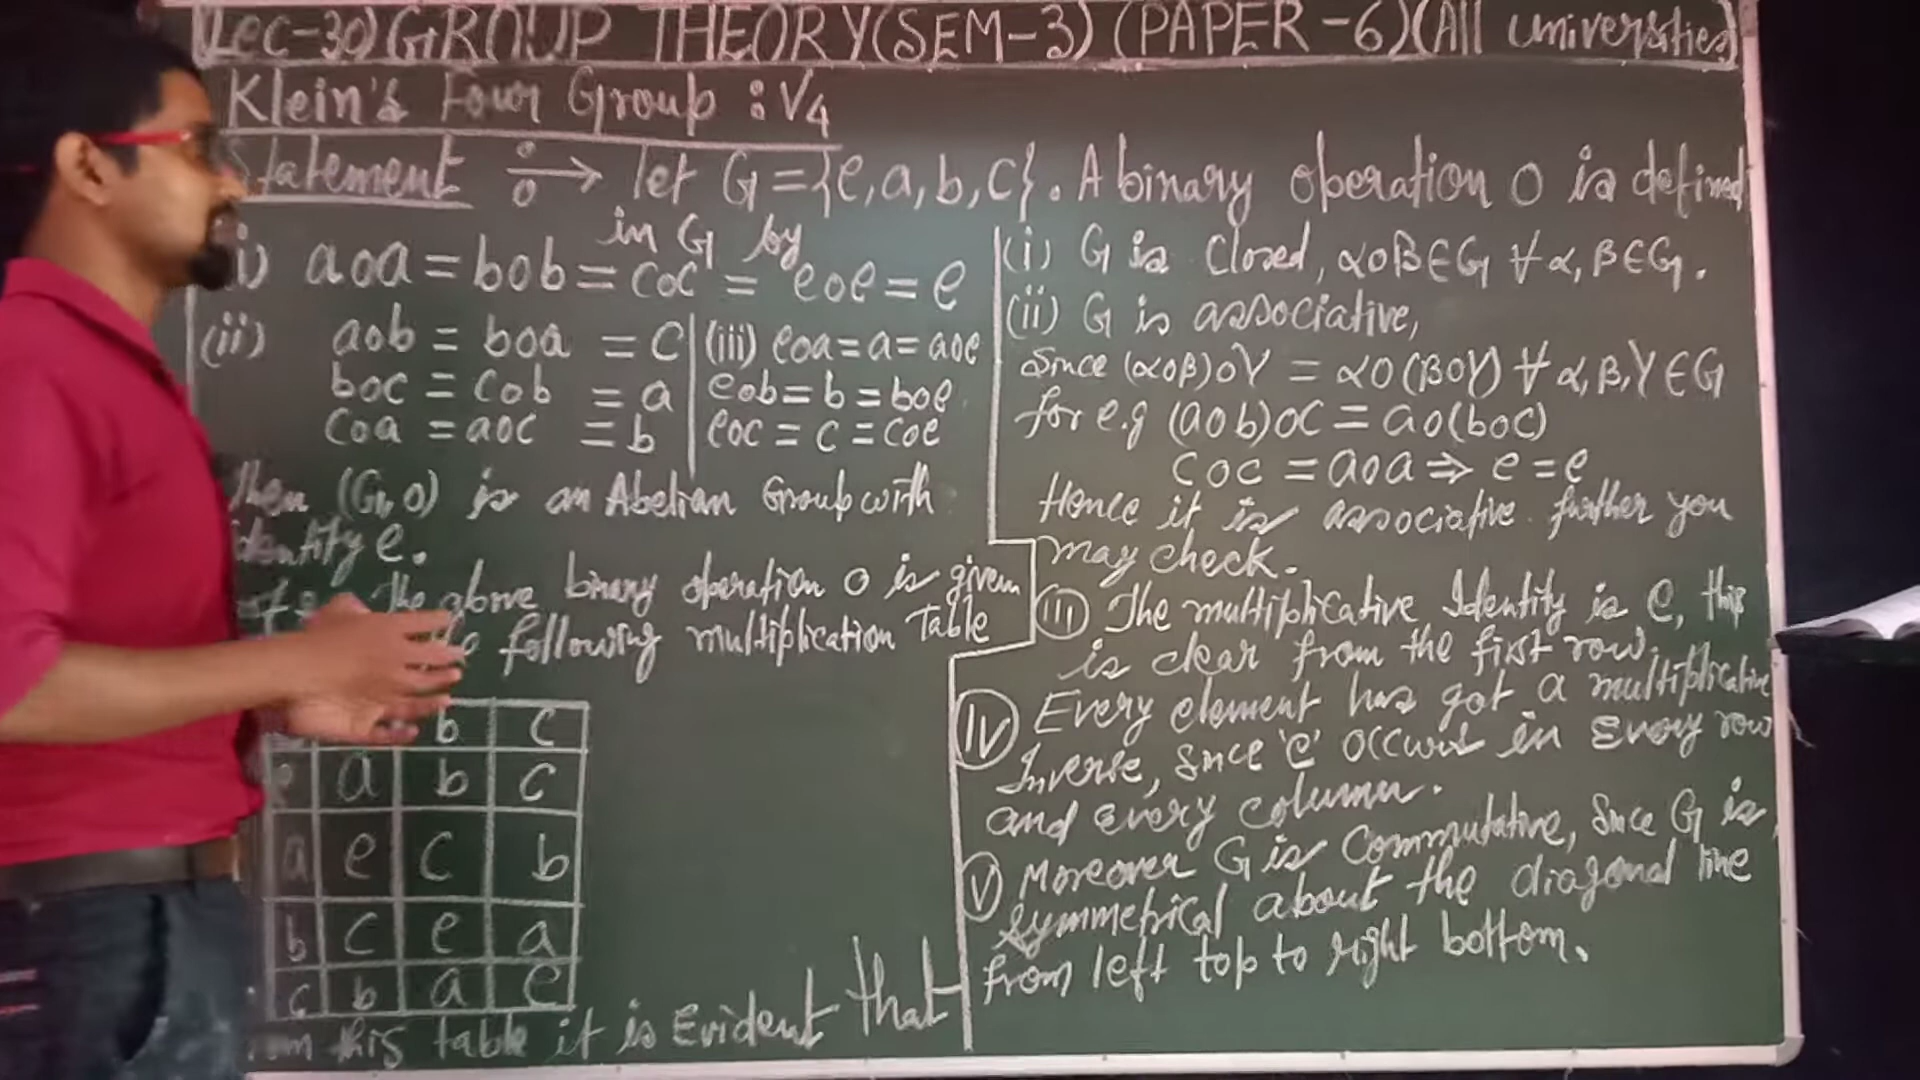 Lec-30) GROUP THEORY (SEM-3) (PAPER-6) (All universities)
Klein's Four Group : V4
Statement let G = {e, a, b, c}. A binary operation o is defined
in G by
i) aoa = bob = coc = eoe = e
(ii) aob = boa = c
boc = cob = a
coa = aoc = b
(iii) eoa = a = aoe
eob = b = boe
eoc = c = coe
Then (G, o) is an Abelian Group with
identity e.
The above binary operation o is given
following multiplication Table
b c
e a b c
a e c b
b c e a
c b a e
this table it is Evident that
(i) G is Closed, αoβ∈G ∀ α, β∈G.
(ii) G is associative,
Since (αoβ)oγ = αo(βoγ) ∀ α, β, γ ∈ G
for e.g (aob)oc = ao(boc)
coc = aoa ⇒ e = e
Hence it is associative further you
may check.
(iii) The multiplicative Identity is e, this
is clear from the first row.
(iv) Every element has got a multiplicative
Inverse, since 'e' occurs in Every row
and every column.
(v) Moreover G is Commutative, since G is
symmetrical about the diagonal line
from left top to right bottom.